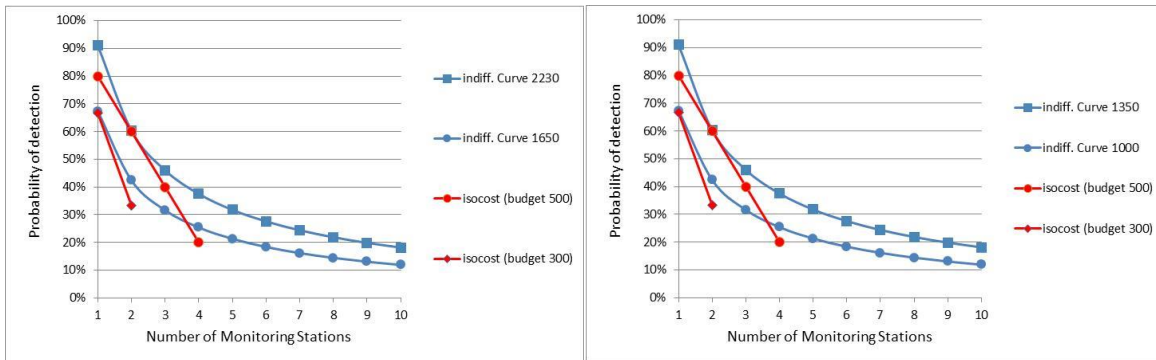 100%
90%
80%
70%
60%
50%
40%
30%
20%
10%
0%
Probability of detection
1 2 3 4 5 6 7 8 9 10
Number of Monitoring Stations
indiff. Curve 2230
indiff. Curve 1650
isocost (budget 500)
isocost (budget 300)
100%
90%
80%
70%
60%
50%
40%
30%
20%
10%
0%
Probability of detection
1 2 3 4 5 6 7 8 9 10
Number of Monitoring Stations
indiff. Curve 1350
indiff. Curve 1000
isocost (budget 500)
isocost (budget 300)